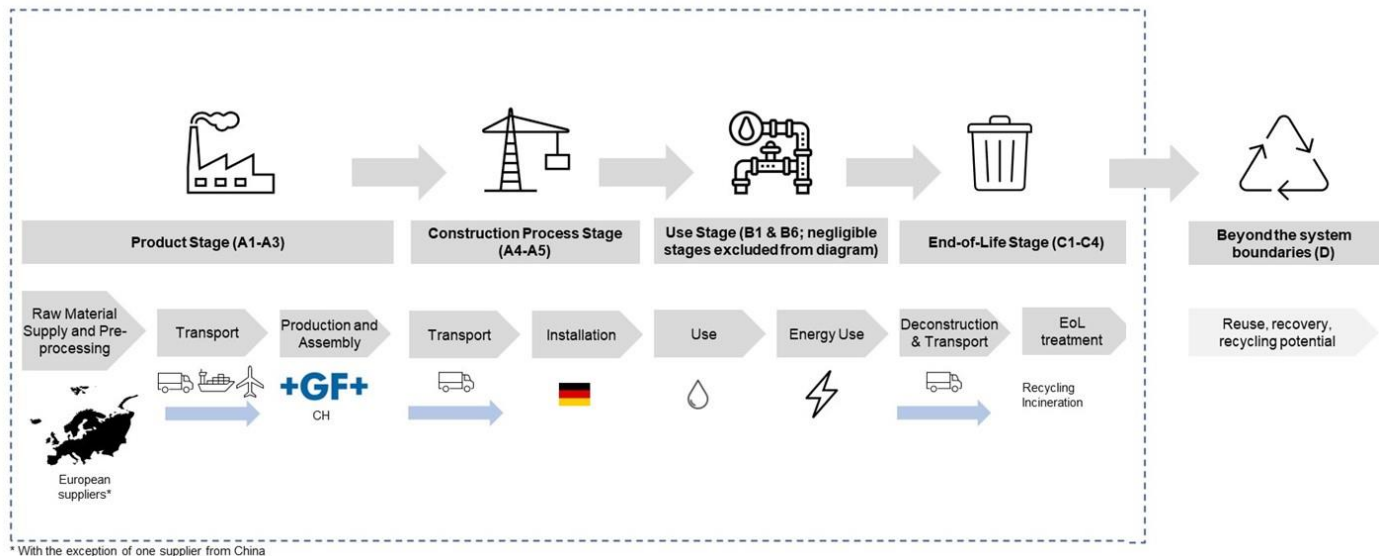 Product Stage (A1-A3)
Construction Process Stage
(A4-A5)
Use Stage (B1 & B6; negligible
stages excluded from diagram)
End-of-Life Stage (C1-C4)
Beyond the system
boundaries (D)
Raw Material
Supply and Pre-
processing
Transport
Production and
Assembly
Transport
Installation
Use
Energy Use
Deconstruction
& Transport
EoL
treatment
Reuse, recovery,
recycling potential
+GF+
CH
Recycling
Incineration
European
suppliers*
* With the exception of one supplier from China